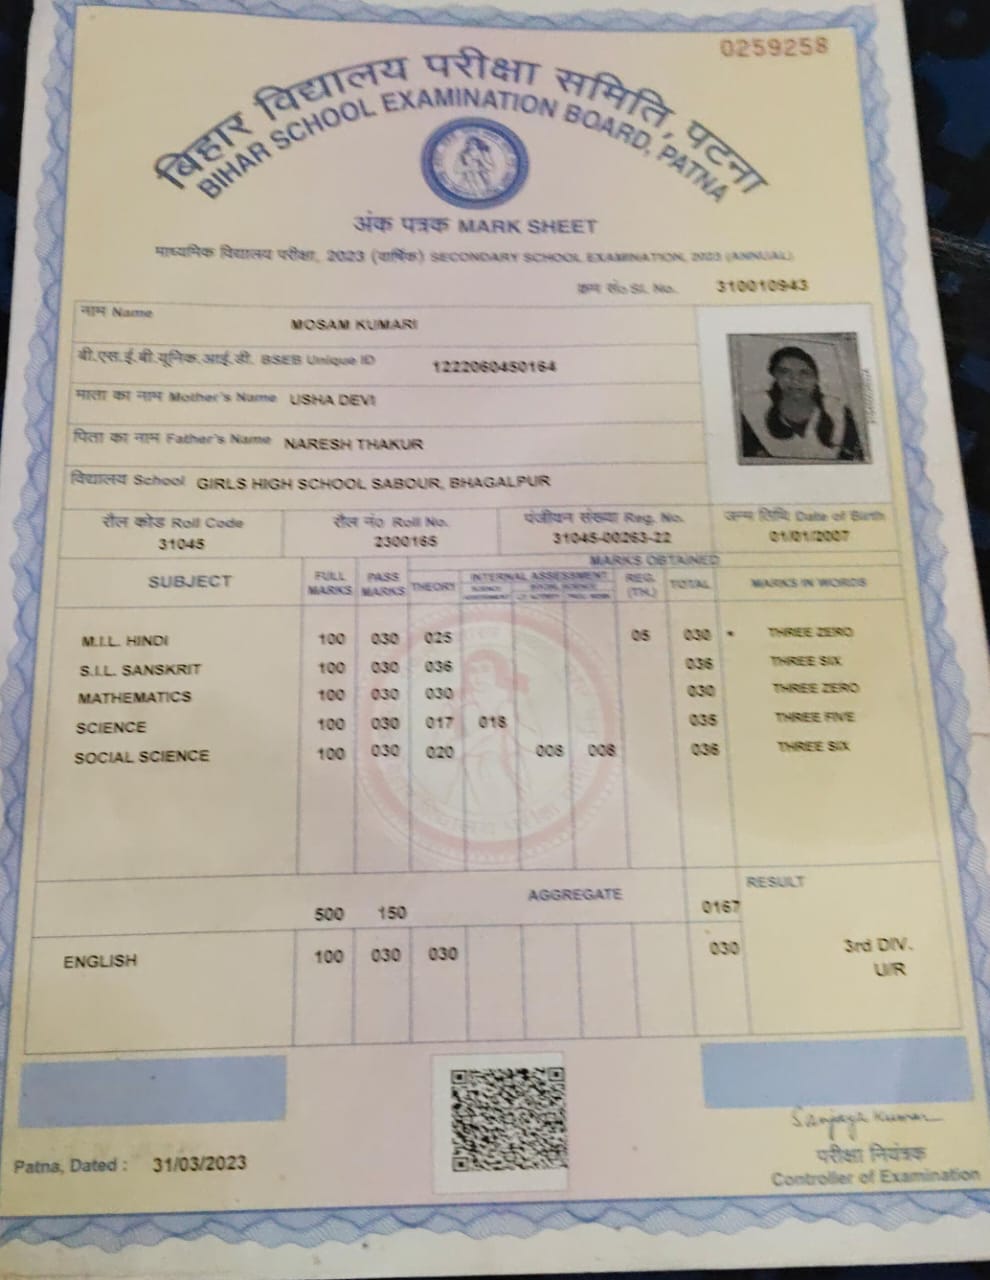 0259258
बिहार विद्यालय परीक्षा समिति, पटना
BIHAR SCHOOL EXAMINATION BOARD, PATNA
अंक पत्रक MARK SHEET
माध्यमिक विद्यालय परीक्षा, 2023 (वार्षिक) SECONDARY SCHOOL EXAMINATION, 2023 (ANNUAL)
क्रम सं० Sl. No. 310010943
नाम Name MOSAM KUMARI
बी.एस.ई.बी.यूनिक.आई.डी. BSEB Unique ID 1222060450164
माता का नाम Mother's Name USHA DEVI
पिता का नाम Father's Name NARESH THAKUR
विद्यालय School GIRLS HIGH SCHOOL SABOUR, BHAGALPUR
रौल कोड Roll Code रौल नं० Roll No. पंजीयन संख्या Reg. No. जन्म तिथि Date of Birth
31045 2300165 31045-00263-22 01/01/2007
MARKS OBTAINED
SUBJECT FULL MARKS PASS MARKS THEORY INTERNAL ASSESSMENT REG. (TH.) TOTAL MARKS IN WORDS
M.I.L. HINDI 100 030 025 05 030 * THREE ZERO
S.I.L. SANSKRIT 100 030 036 036 THREE SIX
MATHEMATICS 100 030 030 030 THREE ZERO
SCIENCE 100 030 017 018 035 THREE FIVE
SOCIAL SCIENCE 100 030 020 008 008 036 THREE SIX
AGGREGATE RESULT
500 150 0167
ENGLISH 100 030 030 030 3rd DIV.
U/R
Sanjaya Kumar
परीक्षा नियंत्रक
Patna, Dated : 31/03/2023 Controller of Examination